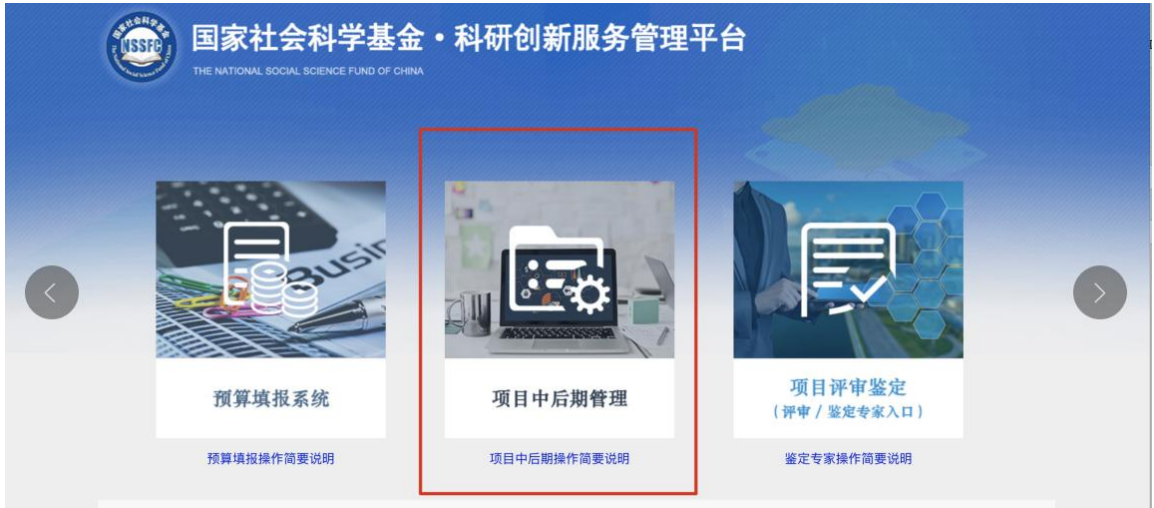 国家社会科学基金·科研创新服务管理平台
THE NATIONAL SOCIAL SCIENCE FUND OF CHINA
NSSFC
Busin
预算填报系统
项目中后期管理
项目评审鉴定
（评审 / 鉴定专家入口）
预算填报操作简要说明
项目中后期操作简要说明
鉴定专家操作简要说明